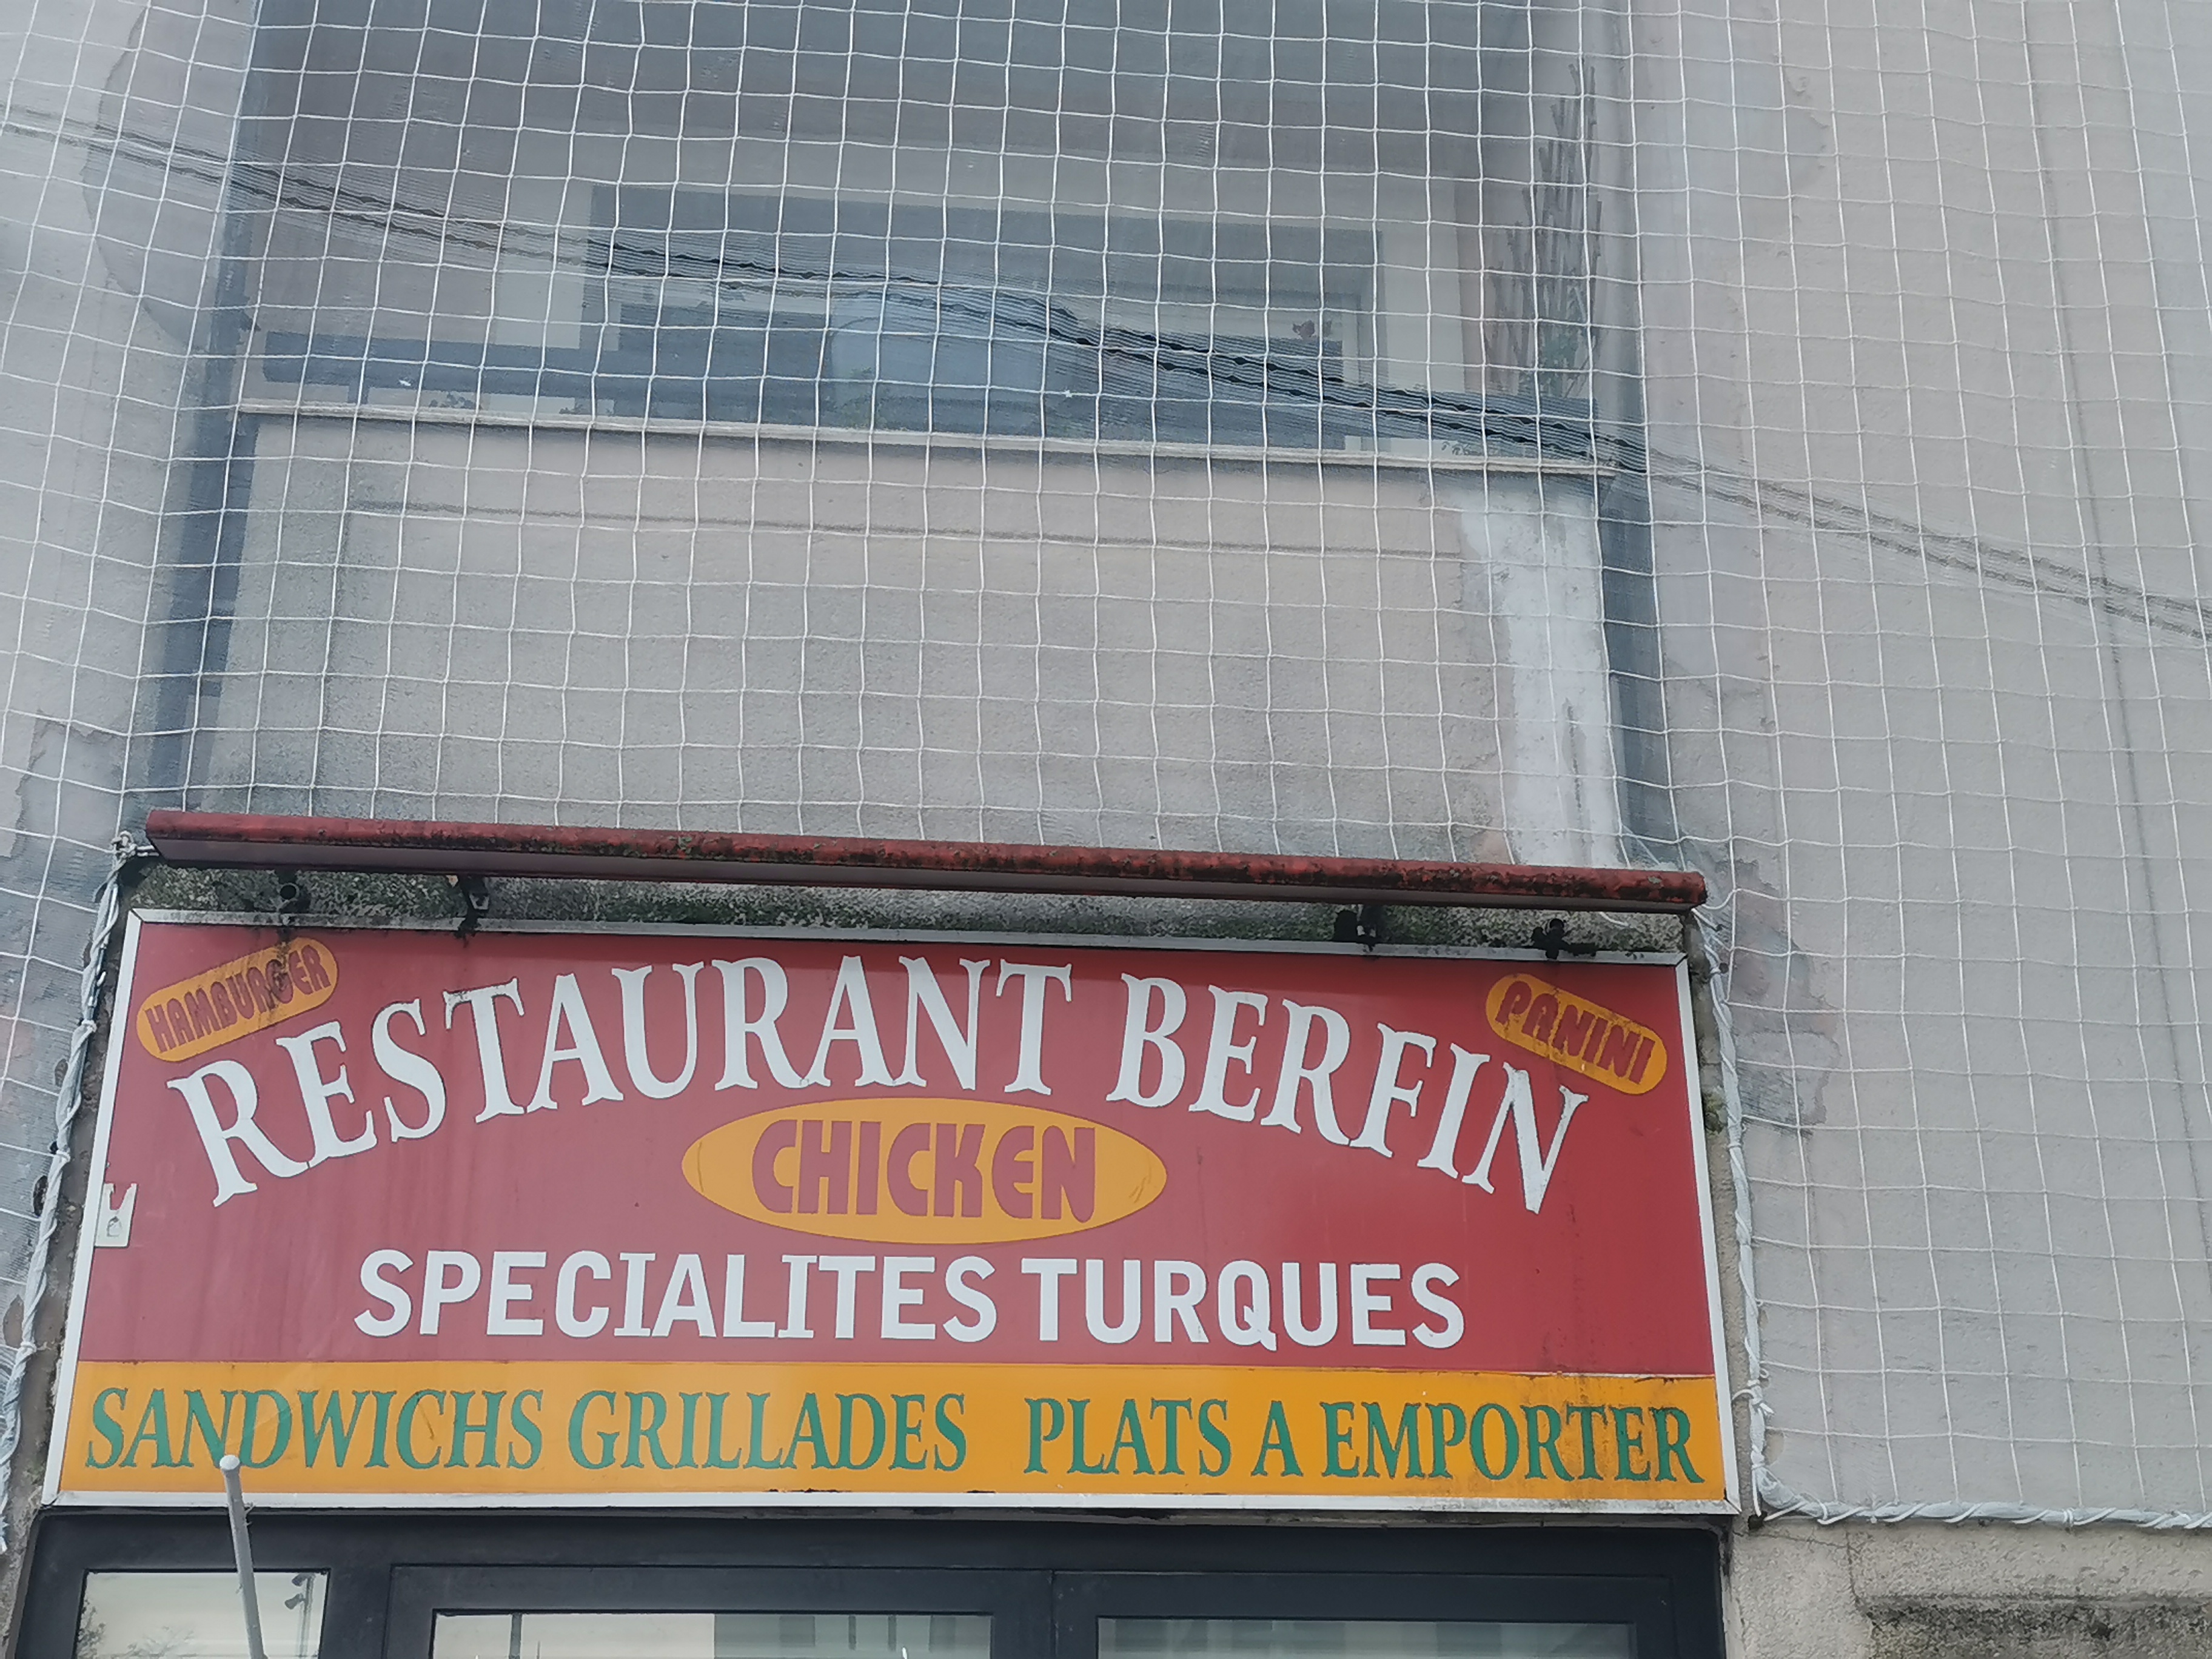 HAMBURGER
PANINI
RESTAURANT BERFIN
CHICKEN
SPECIALITES TURQUES
SANDWICHS GRILLADES PLATS A EMPORTER